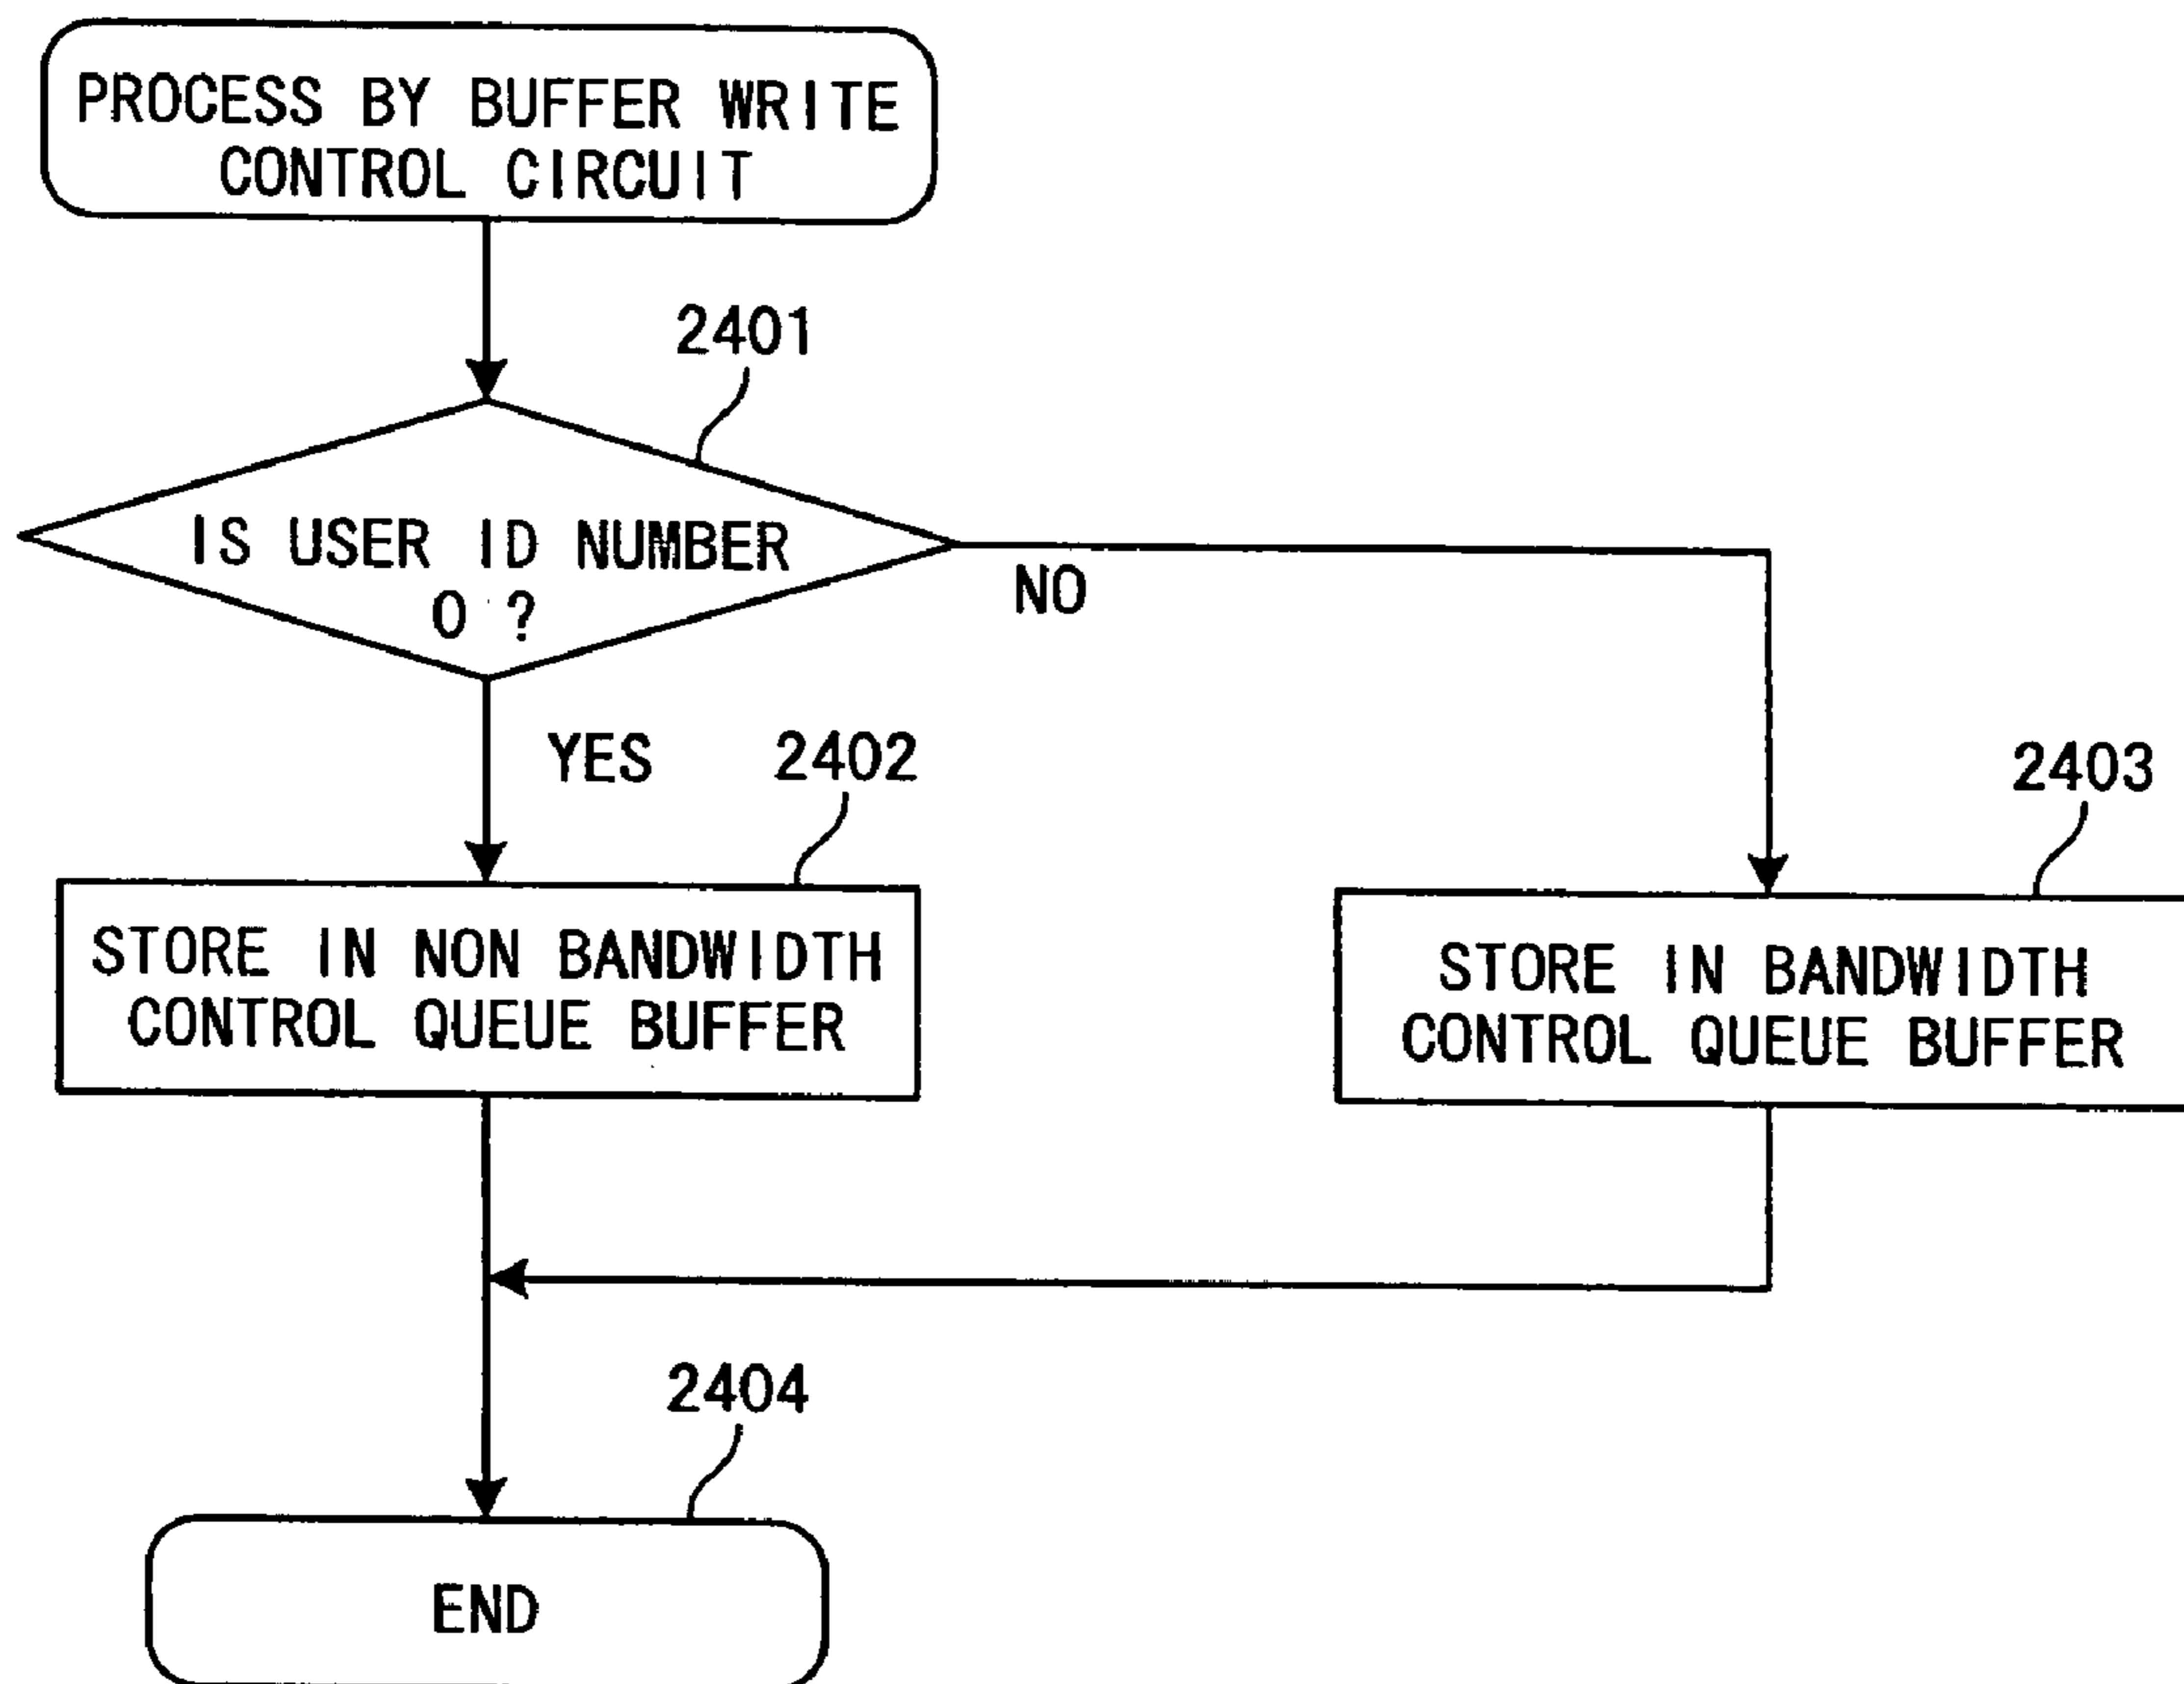 PROCESS BY BUFFER WRITE
CONTROL CIRCUIT
2401
IS USER ID NUMBER
0 ?
NO
YES
2402
2403
STORE IN NON BANDWIDTH
CONTROL QUEUE BUFFER
STORE IN BANDWIDTH
CONTROL QUEUE BUFFER
2404
END